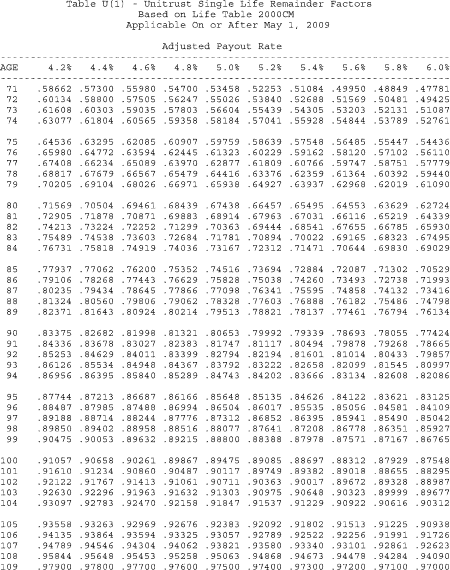 Table U(1) - Unitrust Single Life Remainder Factors
Based on Life Table 2000CM
Applicable On or After May 1, 2009
Adjusted Payout Rate
AGE 4.2% 4.4% 4.6% 4.8% 5.0% 5.2% 5.4% 5.6% 5.8% 6.0%
71 .58662 .57300 .55980 .54700 .53458 .52253 .51084 .49950 .48849 .47781
72 .60134 .58800 .57505 .56247 .55026 .53840 .52688 .51569 .50481 .49425
73 .61608 .60303 .59035 .57803 .56604 .55439 .54305 .53203 .52131 .51087
74 .63077 .61804 .60565 .59358 .58184 .57041 .55928 .54844 .53789 .52761
75 .64536 .63295 .62085 .60907 .59759 .58639 .57548 .56485 .55447 .54436
76 .65980 .64772 .63594 .62445 .61323 .60229 .59162 .58120 .57102 .56110
77 .67408 .66234 .65089 .63970 .62877 .61809 .60766 .59747 .58751 .57779
78 .68817 .67679 .66567 .65479 .64416 .63376 .62359 .61364 .60392 .59440
79 .70205 .69104 .68026 .66971 .65938 .64927 .63937 .62968 .62019 .61090
80 .71569 .70504 .69461 .68439 .67438 .66457 .65495 .64553 .63629 .62724
81 .72905 .71878 .70871 .69883 .68914 .67963 .67031 .66116 .65219 .64339
82 .74213 .73224 .72252 .71299 .70363 .69444 .68541 .67655 .66785 .65930
83 .75489 .74538 .73603 .72684 .71781 .70894 .70022 .69165 .68323 .67495
84 .76731 .75818 .74919 .74036 .73167 .72312 .71471 .70644 .69830 .69029
85 .77937 .77062 .76200 .75352 .74516 .73694 .72884 .72087 .71302 .70529
86 .79106 .78268 .77443 .76629 .75828 .75038 .74260 .73493 .72738 .71993
87 .80235 .79434 .78645 .77866 .77098 .76341 .75595 .74858 .74132 .73416
88 .81324 .80560 .79806 .79062 .78328 .77603 .76888 .76182 .75486 .74798
89 .82371 .81643 .80924 .80214 .79513 .78821 .78137 .77461 .76794 .76134
90 .83375 .82682 .81998 .81321 .80653 .79992 .79339 .78693 .78055 .77424
91 .84336 .83678 .83027 .82383 .81747 .81117 .80494 .79878 .79268 .78665
92 .85253 .84629 .84011 .83399 .82794 .82194 .81601 .81014 .80433 .79857
93 .86126 .85534 .84948 .84367 .83792 .83222 .82658 .82099 .81545 .80997
94 .86956 .86395 .85840 .85289 .84743 .84202 .83666 .83134 .82608 .82086
95 .87744 .87213 .86687 .86166 .85648 .85135 .84626 .84122 .83621 .83125
96 .88487 .87985 .87488 .86994 .86504 .86017 .85535 .85056 .84581 .84109
97 .89188 .88714 .88244 .87776 .87312 .86852 .86395 .85941 .85490 .85042
98 .89850 .89402 .88958 .88516 .88077 .87641 .87208 .86778 .86351 .85927
99 .90475 .90053 .89632 .89215 .88800 .88388 .87978 .87571 .87167 .86765
100 .91057 .90658 .90261 .89867 .89475 .89085 .88697 .88312 .87929 .87548
101 .91610 .91234 .90860 .90487 .90117 .89749 .89382 .89018 .88655 .88295
102 .92122 .91767 .91413 .91061 .90711 .90363 .90017 .89672 .89328 .88987
103 .92630 .92296 .91963 .91632 .91303 .90975 .90648 .90323 .89999 .89677
104 .93097 .92783 .92470 .92158 .91847 .91537 .91229 .90922 .90616 .90312
105 .93558 .93263 .92969 .92676 .92383 .92092 .91802 .91513 .91225 .90938
106 .94135 .93864 .93594 .93325 .93057 .92789 .92522 .92256 .91991 .91726
107 .94789 .94546 .94304 .94062 .93821 .93580 .93340 .93101 .92861 .92623
108 .95844 .95648 .95453 .95258 .95063 .94868 .94673 .94478 .94284 .94090
109 .97900 .97800 .97700 .97600 .97500 .97400 .97300 .97200 .97100 .97000